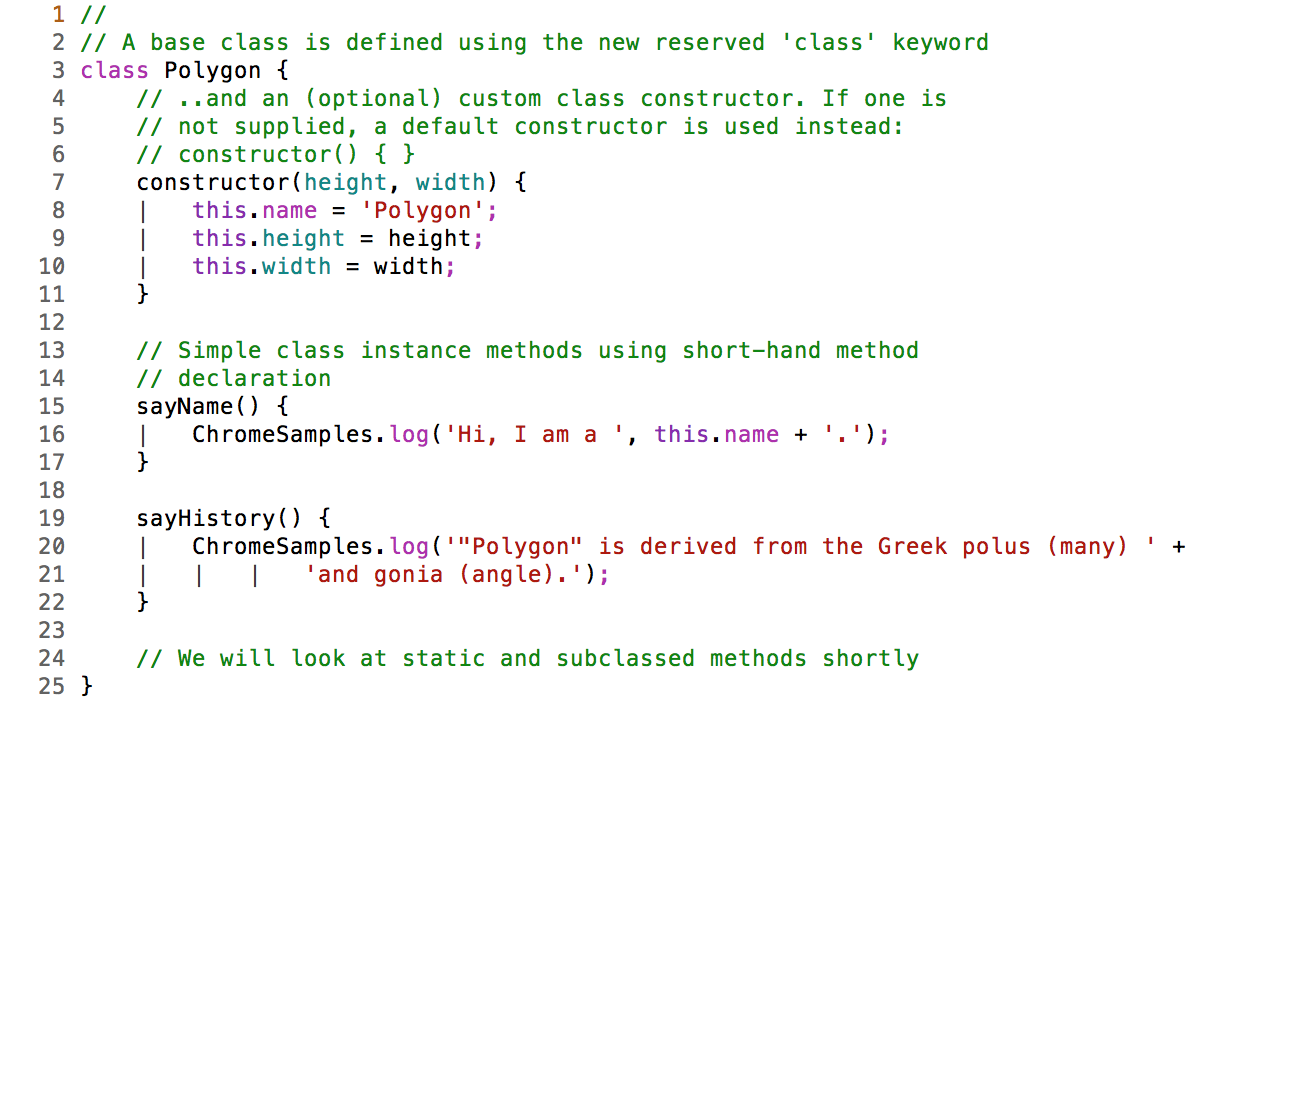 1 //
2 // A base class is defined using the new reserved 'class' keyword
3 class Polygon {
4     // ..and an (optional) custom class constructor. If one is
5     // not supplied, a default constructor is used instead:
6     // constructor() { }
7     constructor(height, width) {
8     |   this.name = 'Polygon';
9     |   this.height = height;
10     |   this.width = width;
11     }
12
13     // Simple class instance methods using short-hand method
14     // declaration
15     sayName() {
16     |   ChromeSamples.log('Hi, I am a ', this.name + '.');
17     }
18
19     sayHistory() {
20     |   ChromeSamples.log('"Polygon" is derived from the Greek polus (many) ' +
21     |   |   |   'and gonia (angle).');
22     }
23
24     // We will look at static and subclassed methods shortly
25 }